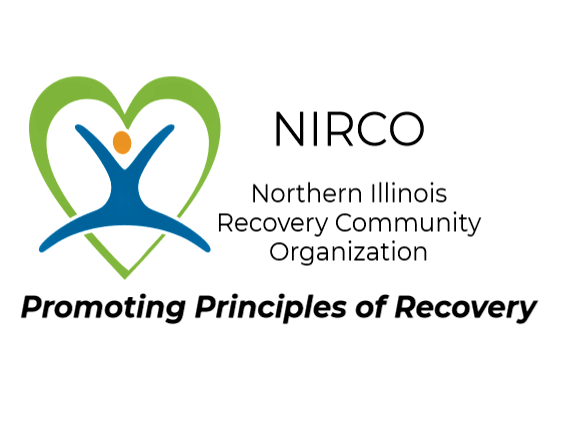 NIRCO
Northern Illinois
Recovery Community
Organization
Promoting Principles of Recovery